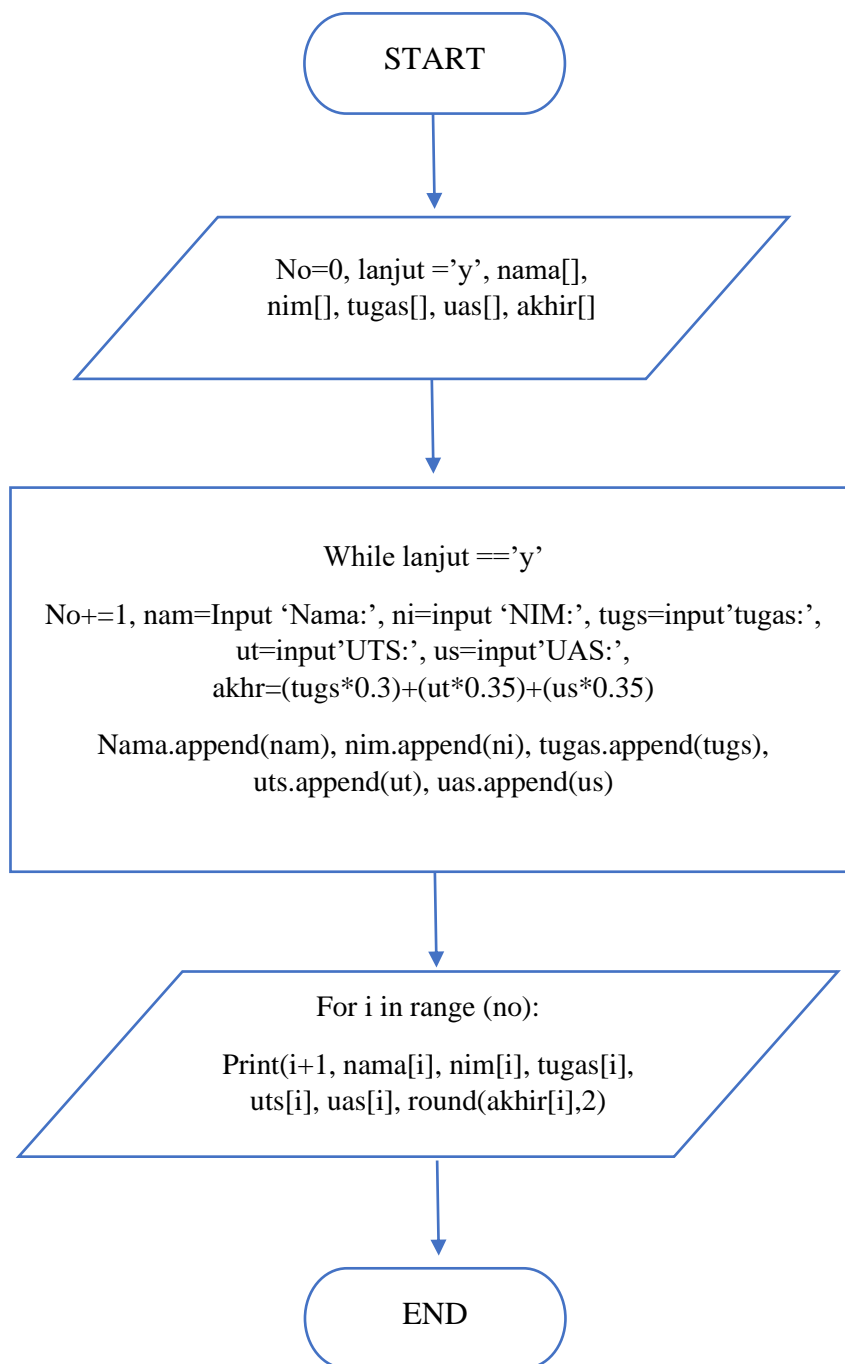 START
No=0, lanjut =’y’, nama[],
nim[], tugas[], uas[], akhir[]
While lanjut ==’y’
No+=1, nam=Input ‘Nama:’, ni=input ‘NIM:’, tugs=input’tugas:’,
ut=input’UTS:’, us=input’UAS:’,
akhr=(tugs*0.3)+(ut*0.35)+(us*0.35)
Nama.append(nam), nim.append(ni), tugas.append(tugs),
uts.append(ut), uas.append(us)
For i in range (no):
Print(i+1, nama[i], nim[i], tugas[i],
uts[i], uas[i], round(akhir[i],2)
END